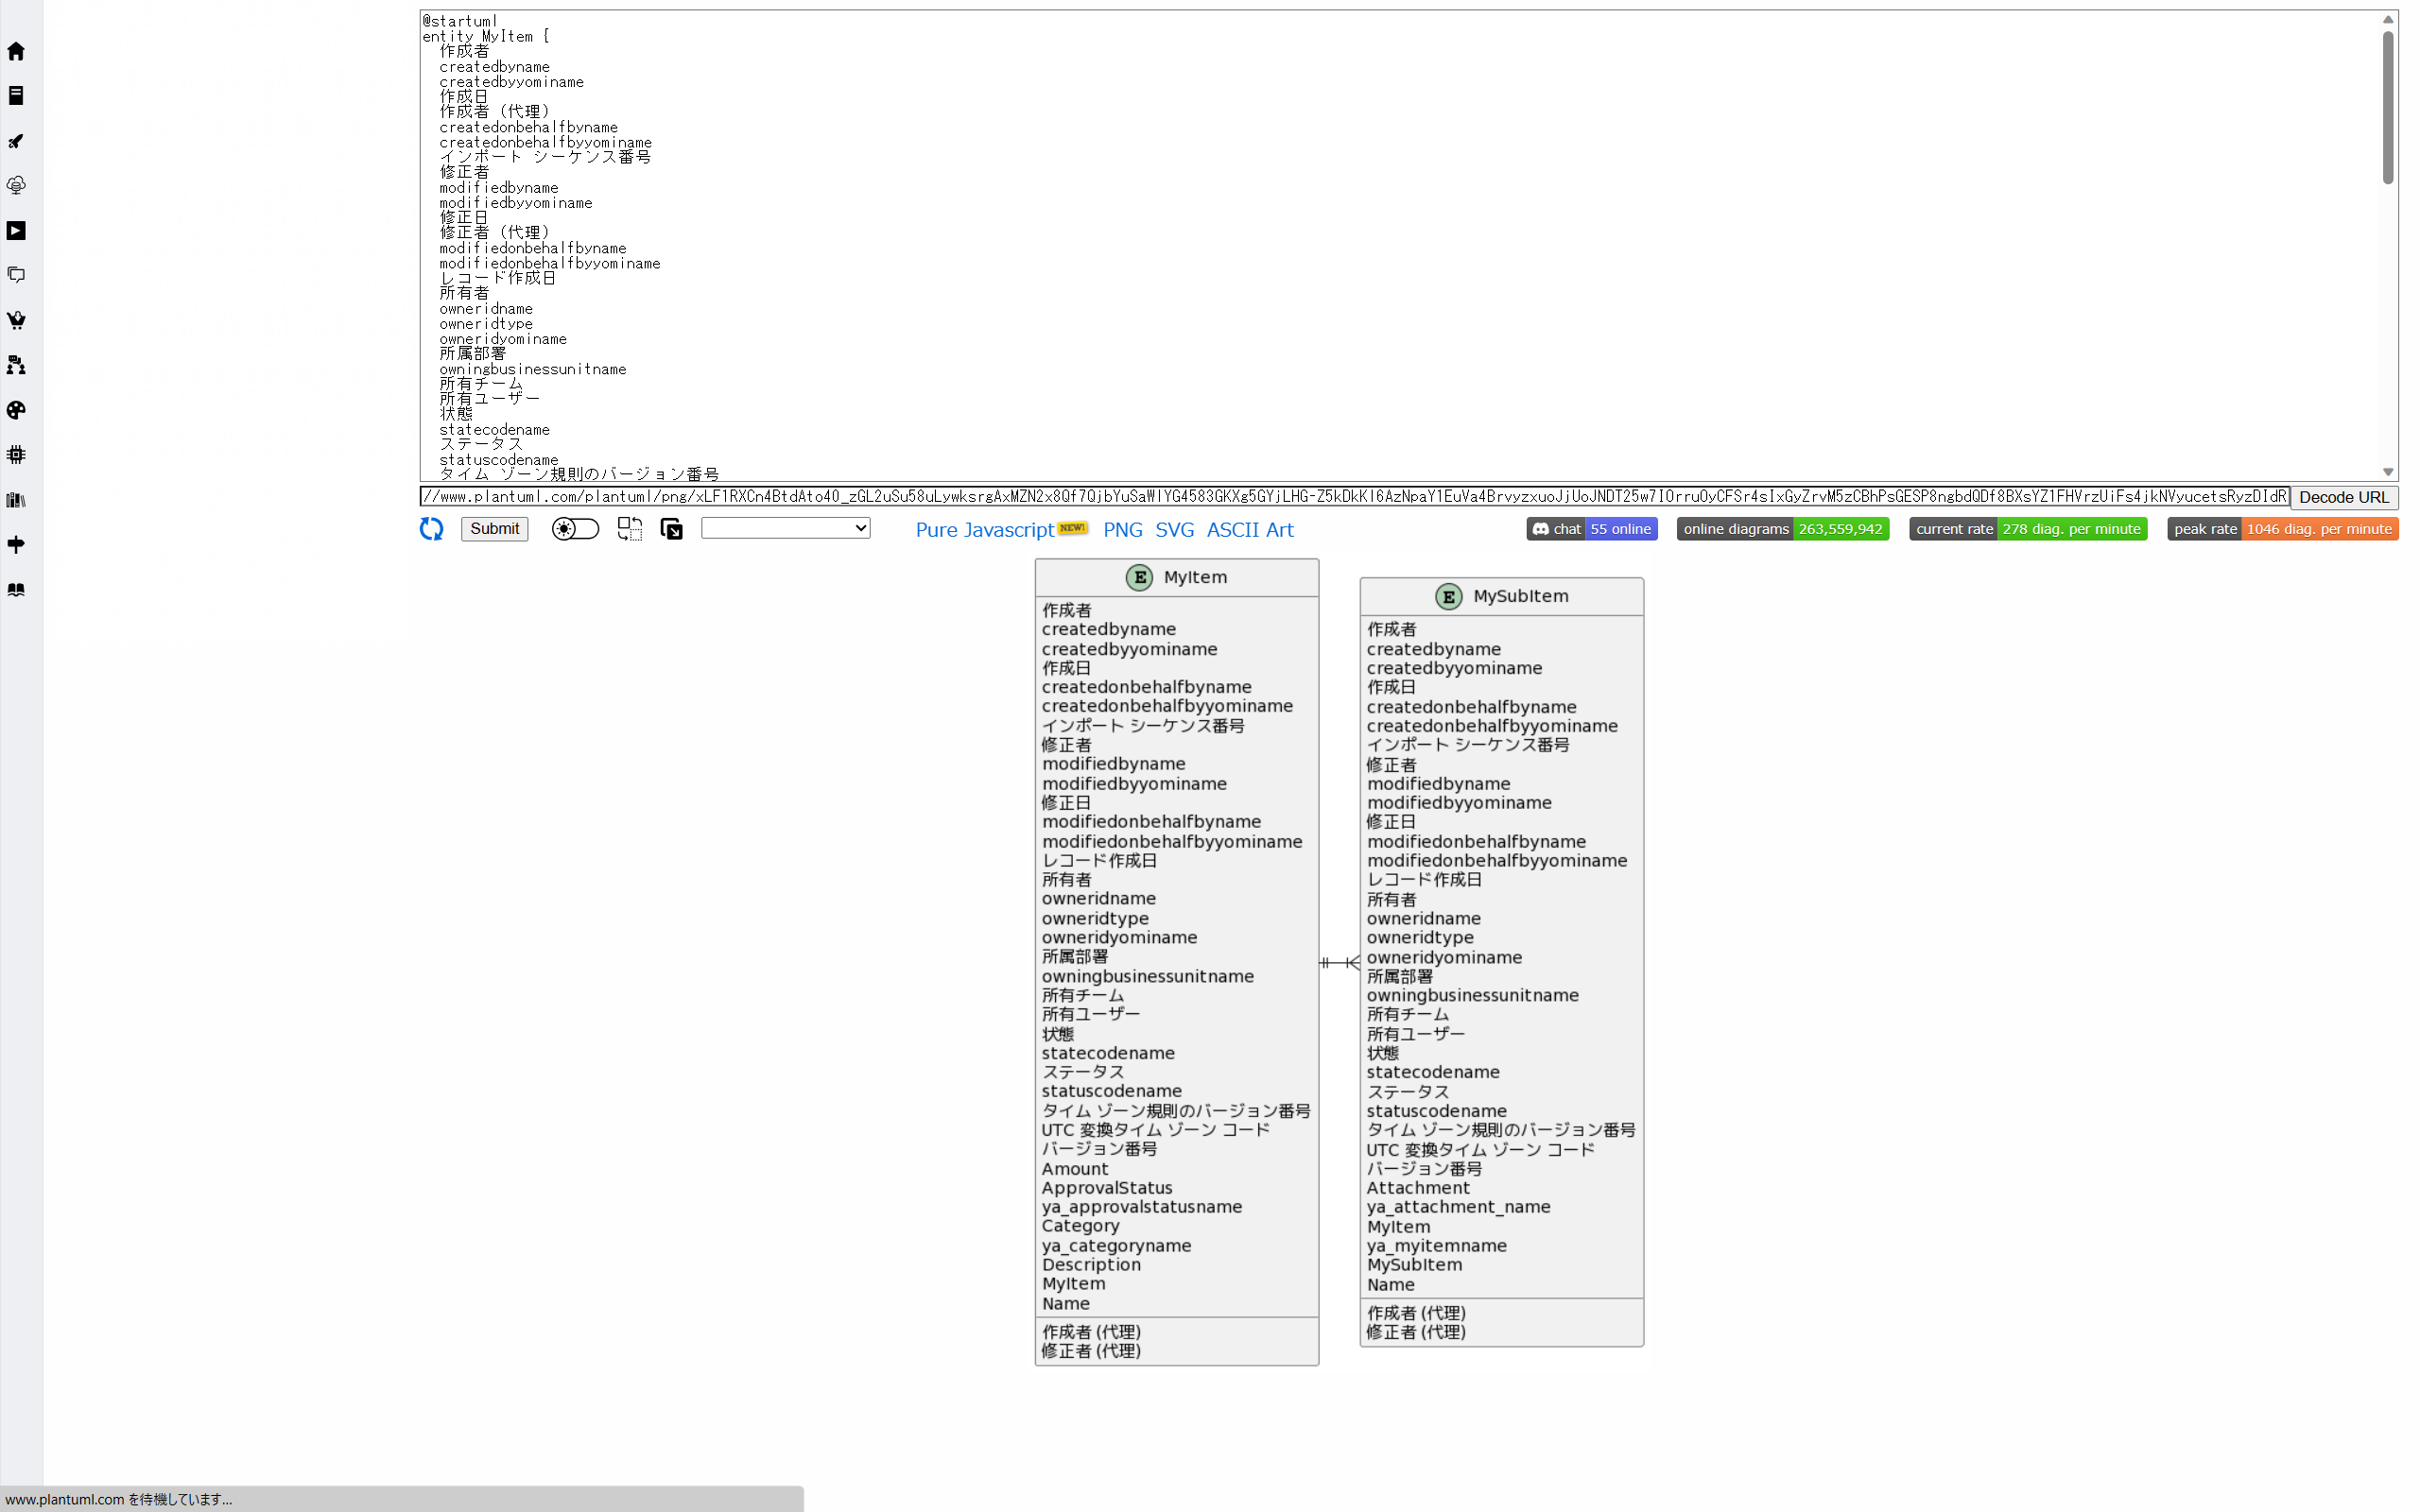 @startuml
entity MyItem {
作成者
createdbyname
createdbyyominame
作成日
作成者 (代理)
createdonbehalfbyname
createdonbehalfbyyominame
インポート シーケンス番号
修正者
modifiedbyname
modifiedbyyominame
修正日
修正者 (代理)
modifiedonbehalfbyname
modifiedonbehalfbyyominame
レコード作成日
所有者
owneridname
owneridtype
owneridyominame
所属部署
owningbusinessunitname
所有チーム
所有ユーザー
状態
statecodename
ステータス
statuscodename
タイム ゾーン規則のバージョン番号
Decode URL
Submit
Pure Javascript NEW! PNG SVG ASCII Art
chat 55 online
online diagrams 263,559,942
current rate 278 diag. per minute
peak rate 1046 diag. per minute
E MyItem
作成者
createdbyname
createdbyyominame
作成日
createdonbehalfbyname
createdonbehalfbyyominame
インポート シーケンス番号
修正者
modifiedbyname
modifiedbyyominame
修正日
modifiedonbehalfbyname
modifiedonbehalfbyyominame
レコード作成日
所有者
owneridname
owneridtype
owneridyominame
所属部署
owningbusinessunitname
所有チーム
所有ユーザー
状態
statecodename
ステータス
statuscodename
タイム ゾーン規則のバージョン番号
UTC 変換タイム ゾーン コード
バージョン番号
Amount
ApprovalStatus
ya_approvalstatusname
Category
ya_categoryname
Description
MyItem
Name
作成者 (代理)
修正者 (代理)
E MySubItem
作成者
createdbyname
createdbyyominame
作成日
createdonbehalfbyname
createdonbehalfbyyominame
インポート シーケンス番号
修正者
modifiedbyname
modifiedbyyominame
修正日
modifiedonbehalfbyname
modifiedonbehalfbyyominame
レコード作成日
所有者
owneridname
owneridtype
owneridyominame
所属部署
owningbusinessunitname
所有チーム
所有ユーザー
状態
statecodename
ステータス
statuscodename
タイム ゾーン規則のバージョン番号
UTC 変換タイム ゾーン コード
バージョン番号
Attachment
ya_attachment_name
MyItem
ya_myitemname
MySubItem
Name
作成者 (代理)
修正者 (代理)
www.plantuml.com を待機しています...